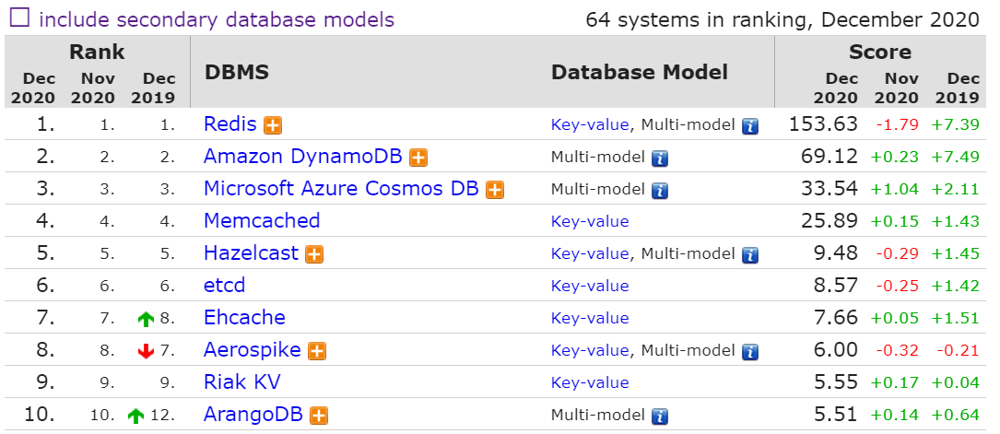 include secondary database models 64 systems in ranking, December 2020
Rank DBMS Database Model Score
Dec 2020 Nov 2020 Dec 2019 Dec 2020 Nov 2020 Dec 2019
1. 1. 1. Redis Key-value, Multi-model 153.63 -1.79 +7.39
2. 2. 2. Amazon DynamoDB Multi-model 69.12 +0.23 +7.49
3. 3. 3. Microsoft Azure Cosmos DB Multi-model 33.54 +1.04 +2.11
4. 4. 4. Memcached Key-value 25.89 +0.15 +1.43
5. 5. 5. Hazelcast Key-value, Multi-model 9.48 -0.29 +1.45
6. 6. 6. etcd Key-value 8.57 -0.25 +1.42
7. 7. 8. Ehcache Key-value 7.66 +0.05 +1.51
8. 8. 7. Aerospike Key-value, Multi-model 6.00 -0.32 -0.21
9. 9. 9. Riak KV Key-value 5.55 +0.17 +0.04
10. 10. 12. ArangoDB Multi-model 5.51 +0.14 +0.64